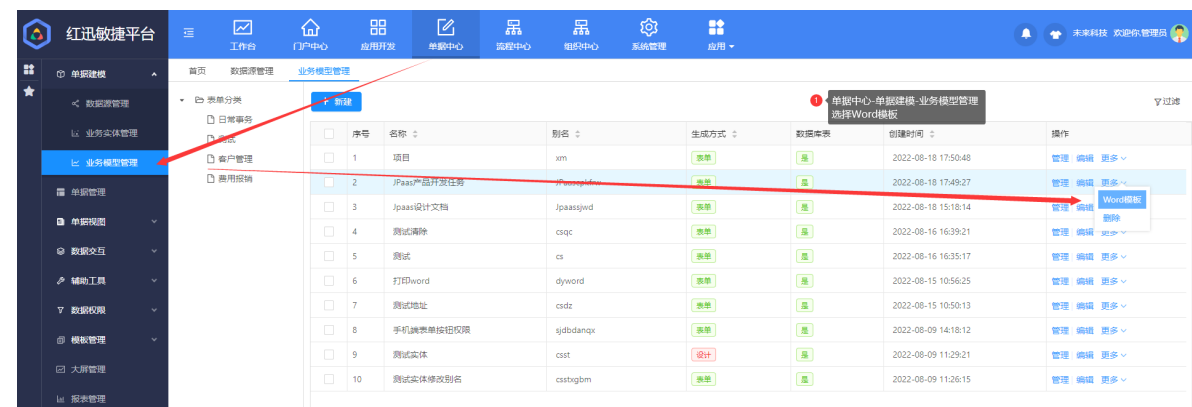 红迅敏捷平台
工作台
门户中心
应用开发
单据中心
流程中心
组织中心
系统管理
应用
未来科技 欢迎你,管理员
单据建模
数据源管理
业务实体管理
业务模型管理
单据管理
单据视图
数据交互
辅助工具
数据权限
模板管理
大屏管理
报表管理
首页 数据源管理 业务模型管理
表单分类
日常事务
测试
客户管理
费用报销
+ 新建
1 单据中心-单据建模-业务模型管理
选择Word模板
过滤
序号 名称 别名 生成方式 数据库表 创建时间 操作
1 项目 xm 表单 是 2022-08-18 17:50:48 管理 编辑 更多
2 JPaas产品开发任务 表单 是 2022-08-18 17:49:27 管理 编辑 更多
3 Jpaas设计文档 Jpaassjwd 表单 是 2022-08-18 15:18:14 管理 编辑
4 测试清除 csqc 表单 是 2022-08-16 16:39:21 管理 编辑 更多
5 测试 cs 表单 是 2022-08-16 16:35:17 管理 编辑 更多
6 打印word dyword 表单 是 2022-08-15 10:56:25 管理 编辑 更多
7 测试地址 csdz 表单 是 2022-08-15 10:50:13 管理 编辑 更多
8 手机端表单按钮权限 sjdbdanqx 表单 是 2022-08-09 14:18:12 管理 编辑 更多
9 测试实体 csst 设计 是 2022-08-09 11:29:21 管理 编辑 更多
10 测试实体修改别名 csstxgbm 表单 是 2022-08-09 11:26:15 管理 编辑 更多
Word模板
删除